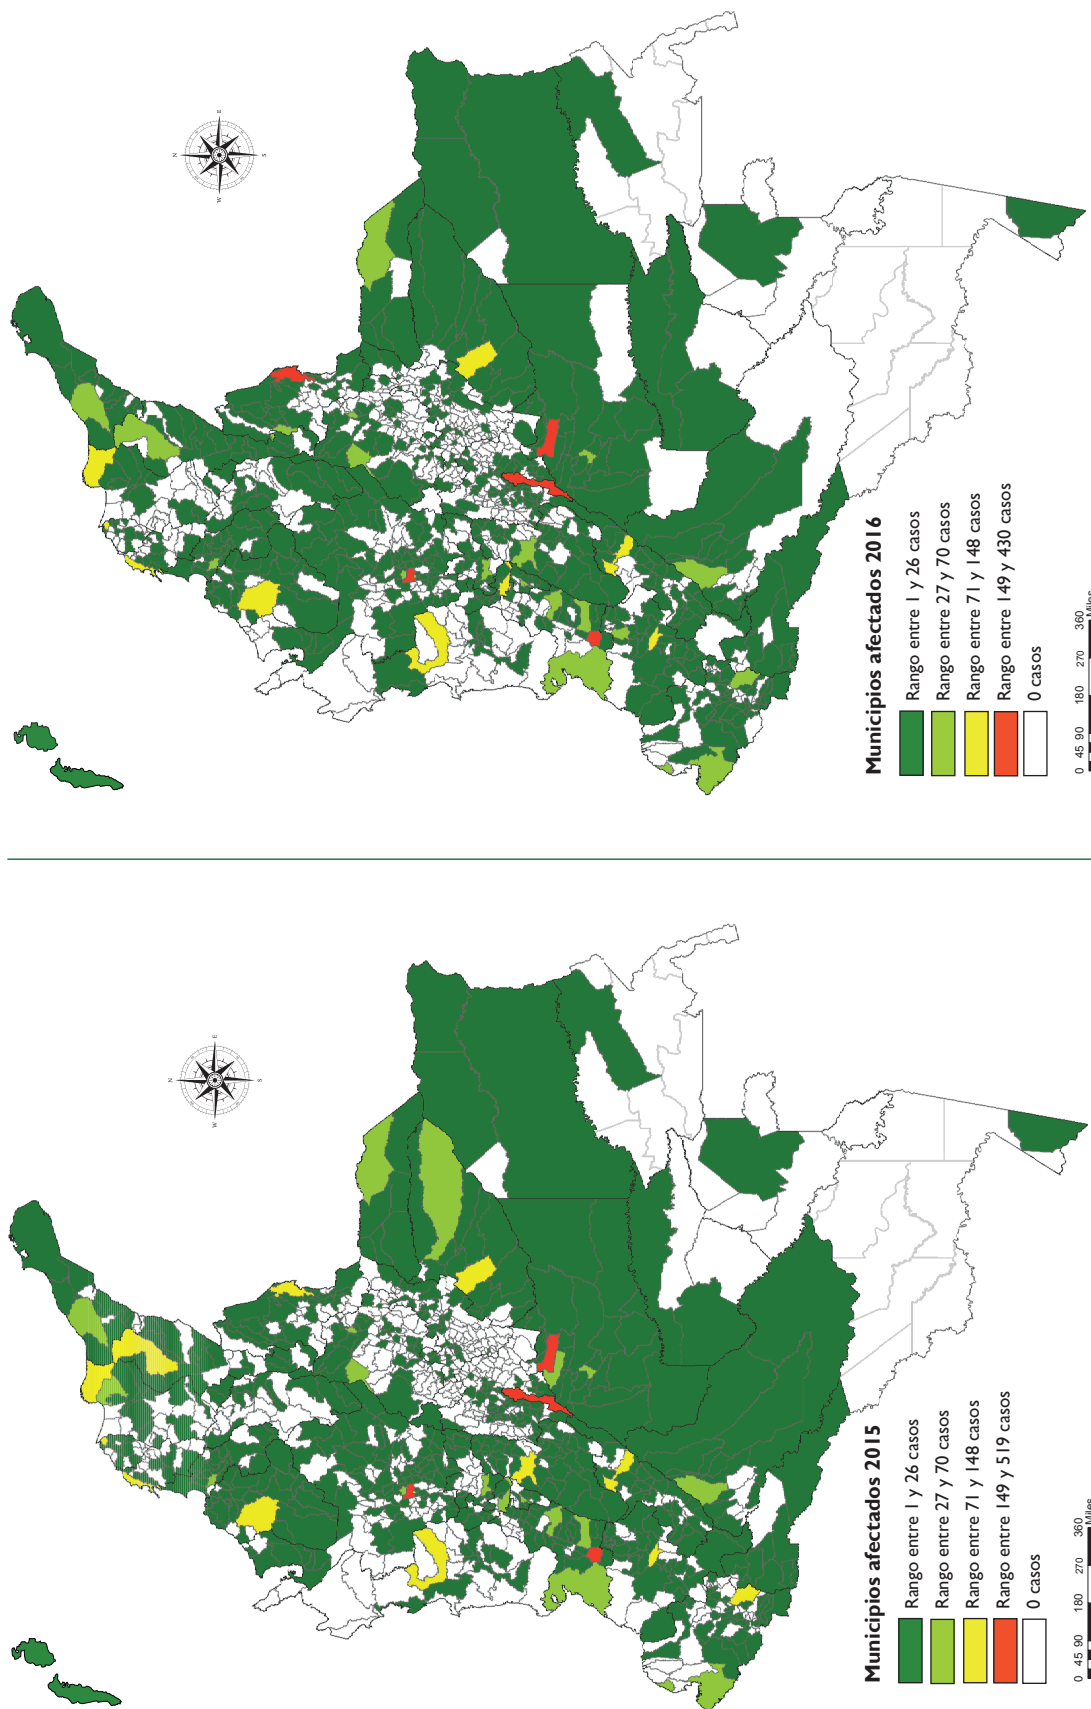 N
E
S
W
Municipios afectados 2016
Rango entre 1 y 26 casos
Rango entre 27 y 70 casos
Rango entre 71 y 148 casos
Rango entre 149 y 430 casos
0 casos
0 45 90 180 270 360
Miles
N
E
S
W
Municipios afectados 2015
Rango entre 1 y 26 casos
Rango entre 27 y 70 casos
Rango entre 71 y 148 casos
Rango entre 149 y 519 casos
0 casos
0 45 90 180 270 360
Miles